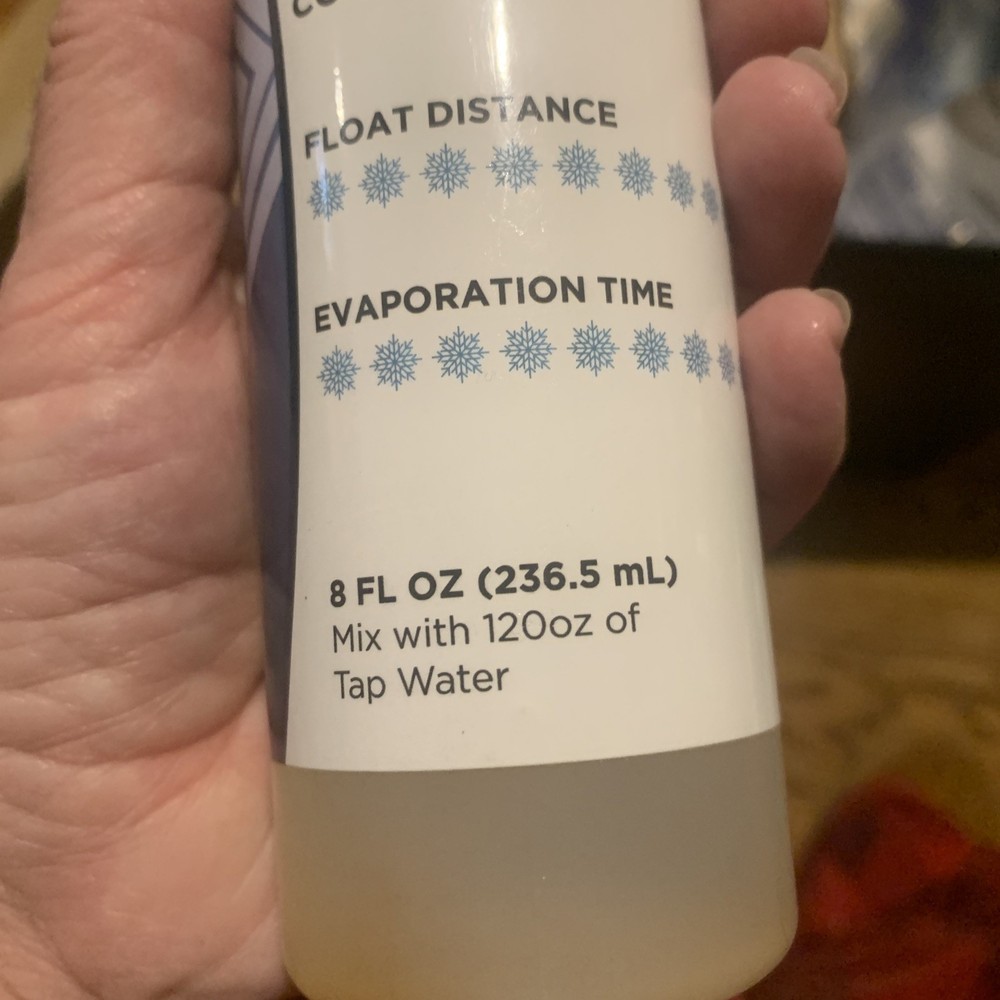 FLOAT DISTANCE
EVAPORATION TIME
8 FL OZ (236.5 mL)
Mix with 120oz of
Tap Water